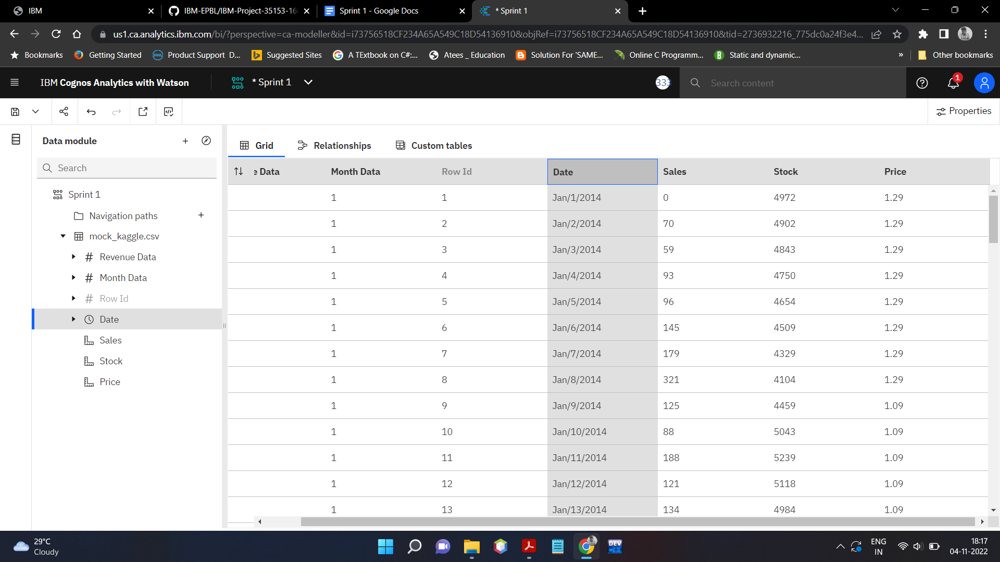 IBM
IBM-EPBL/IBM-Project-35153-16
Sprint 1 - Google Docs
* Sprint 1
us1.ca.analytics.ibm.com/bi/?perspective=ca-modeller&id=i73756518CF234A65A549C18D54136910&objRef=i73756518CF234A65A549C18D54136910&tid=2736932216_775dc0a24f3e4...
Bookmarks Getting Started Product Support D... Suggested Sites A TExtbook on C#:... Atees _ Education Solution For 'SAME... Online C Programm... Static and dynamic... » Other bookmarks
IBM Cognos Analytics with Watson
* Sprint 1
333
Search content
1
Properties
Data module
Search
Sprint 1
Navigation paths
mock_kaggle.csv
Revenue Data
Month Data
Row Id
Date
Sales
Stock
Price
Grid Relationships Custom tables
e Data Month Data Row Id Date Sales Stock Price
1 1 Jan/1/2014 0 4972 1.29
1 2 Jan/2/2014 70 4902 1.29
1 3 Jan/3/2014 59 4843 1.29
1 4 Jan/4/2014 93 4750 1.29
1 5 Jan/5/2014 96 4654 1.29
1 6 Jan/6/2014 145 4509 1.29
1 7 Jan/7/2014 179 4329 1.29
1 8 Jan/8/2014 321 4104 1.29
1 9 Jan/9/2014 125 4459 1.09
1 10 Jan/10/2014 88 5043 1.09
1 11 Jan/11/2014 188 5239 1.09
1 12 Jan/12/2014 121 5118 1.09
1 13 Jan/13/2014 134 4984 1.09
29°C
Cloudy
DEV
ENG
IN
18:17
04-11-2022